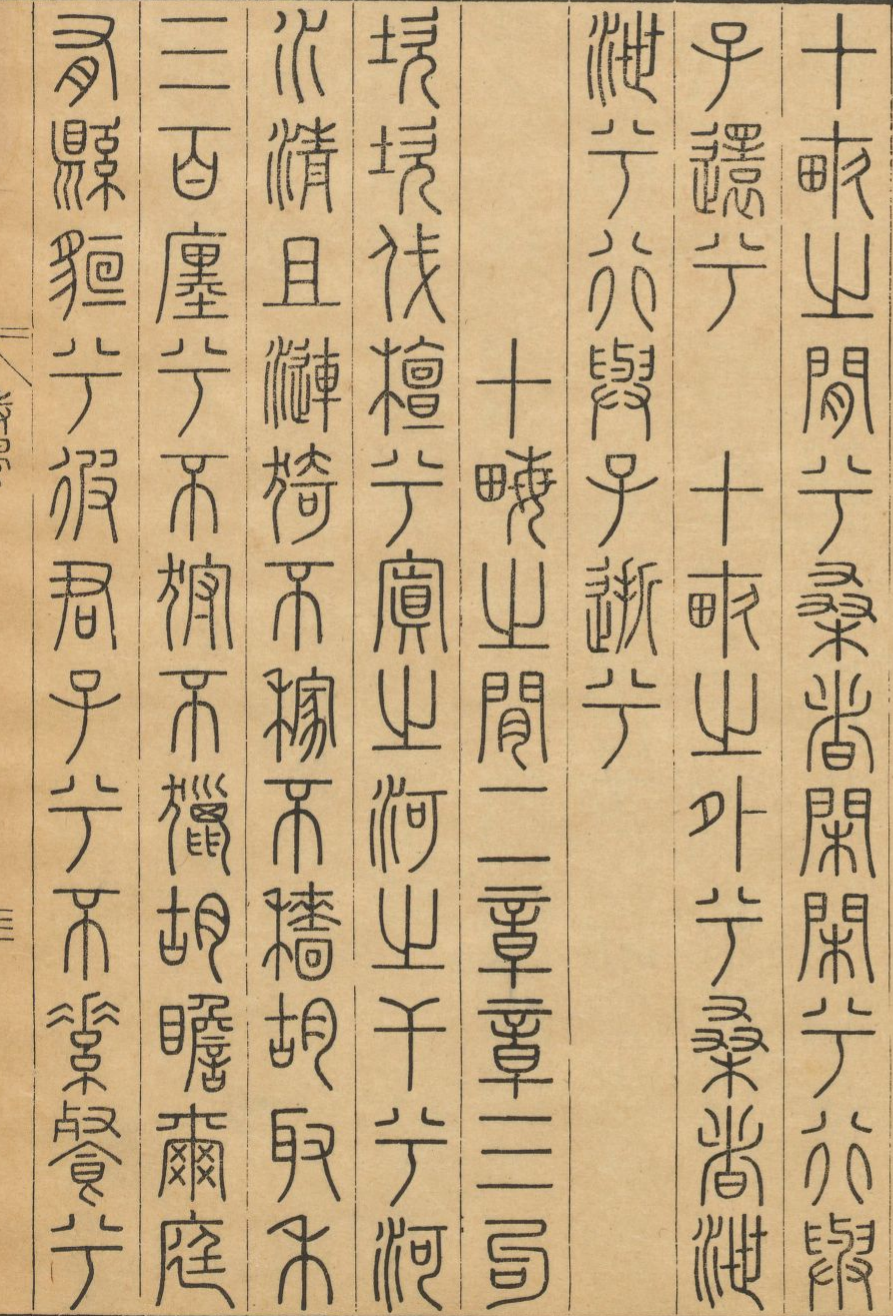 十畝之閒兮桑者閑閑兮行與
子還兮　十畝之外兮桑者泄
泄兮行與子逝兮
十畮之閒二章章三句
坎坎伐檀兮寘之河之干兮河
水清且漣猗不稼不穡胡取禾
三百廛兮不狩不獵胡瞻爾庭
有縣貆兮彼君子兮不素餐兮